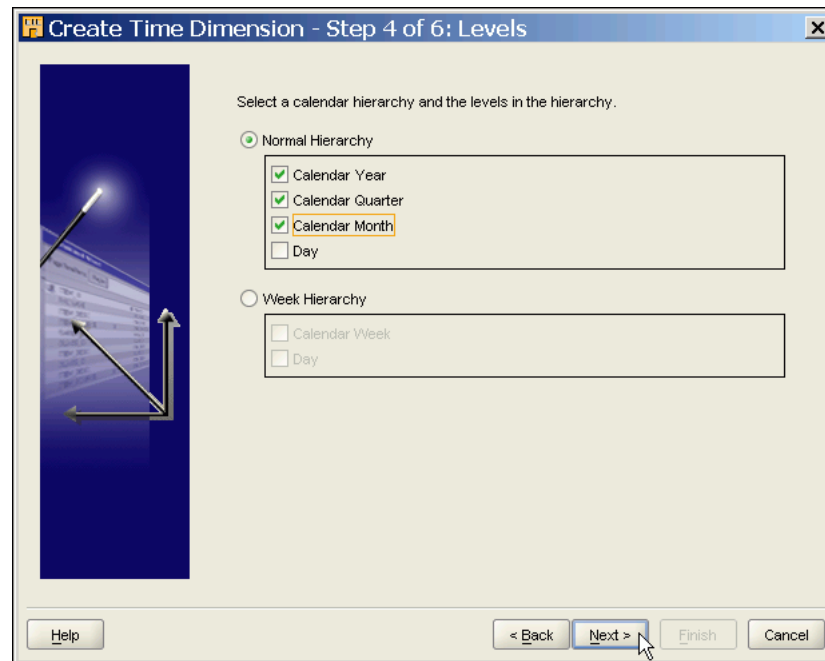 Create Time Dimension - Step 4 of 6: Levels
Select a calendar hierarchy and the levels in the hierarchy.
Normal Hierarchy
Calendar Year
Calendar Quarter
Calendar Month
Day
Week Hierarchy
Calendar Week
Day
Help
< Back
Next >
Finish
Cancel